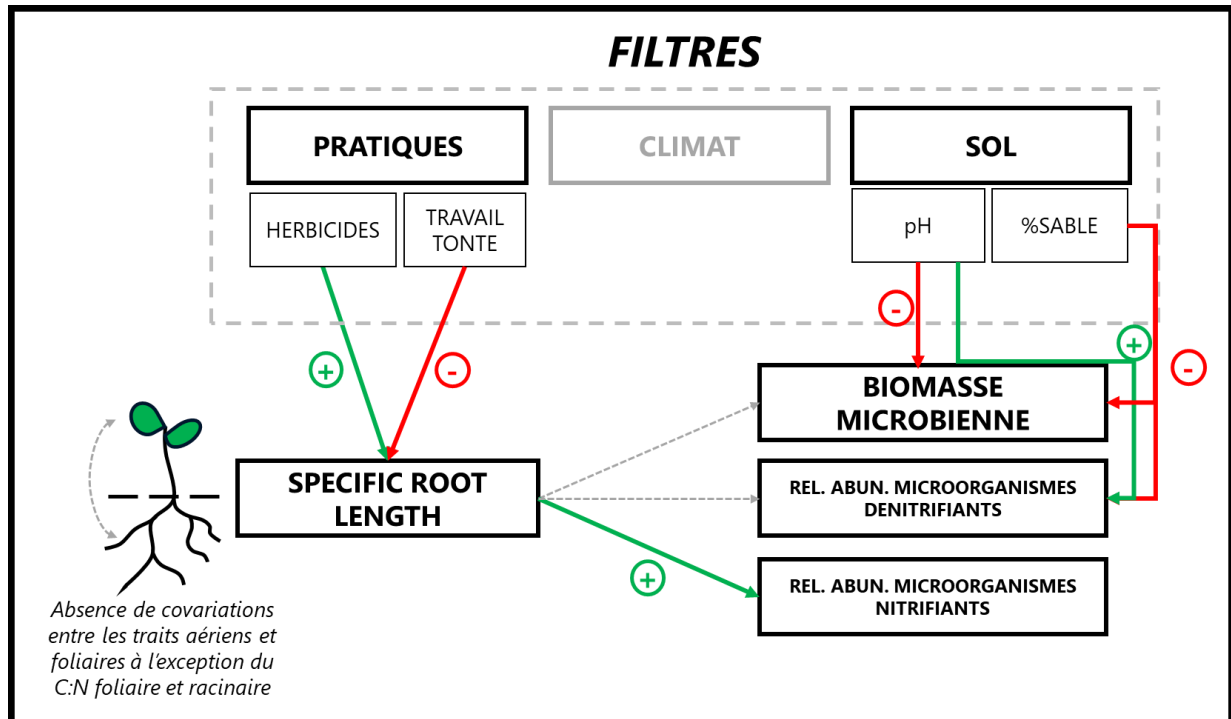 FILTRES
PRATIQUES
CLIMAT
SOL
HERBICIDES
TRAVAIL
TONTE
pH
%SABLE
-
+
+
-
-
BIOMASSE
MICROBIENNE
SPECIFIC ROOT
LENGTH
REL. ABUN. MICROORGANISMES
DENITRIFIANTS
+
REL. ABUN. MICROORGANISMES
NITRIFIANTS
Absence de covariations
entre les traits aériens et
foliaires à l'exception du
C:N foliaire et racinaire